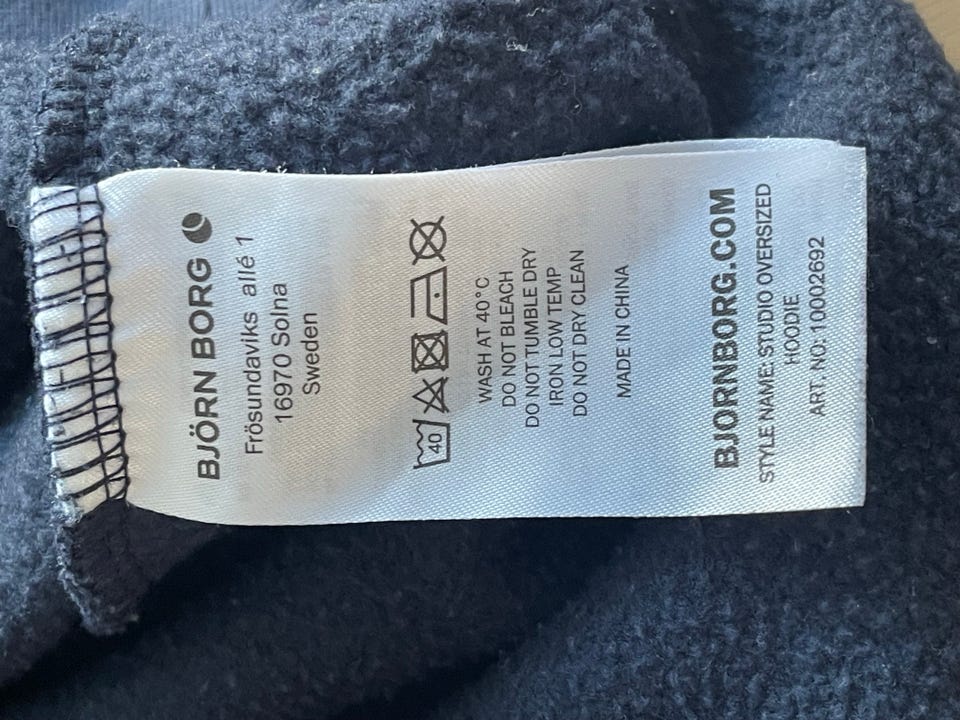 BJÖRN BORG
Frösundaviks allé 1
16970 Solna
Sweden
40
WASH AT 40°C
DO NOT BLEACH
DO NOT TUMBLE DRY
IRON LOW TEMP
DO NOT DRY CLEAN
MADE IN CHINA
BJORNBORG.COM
STYLE NAME: STUDIO OVERSIZED
HOODIE
ART. NO: 10002692